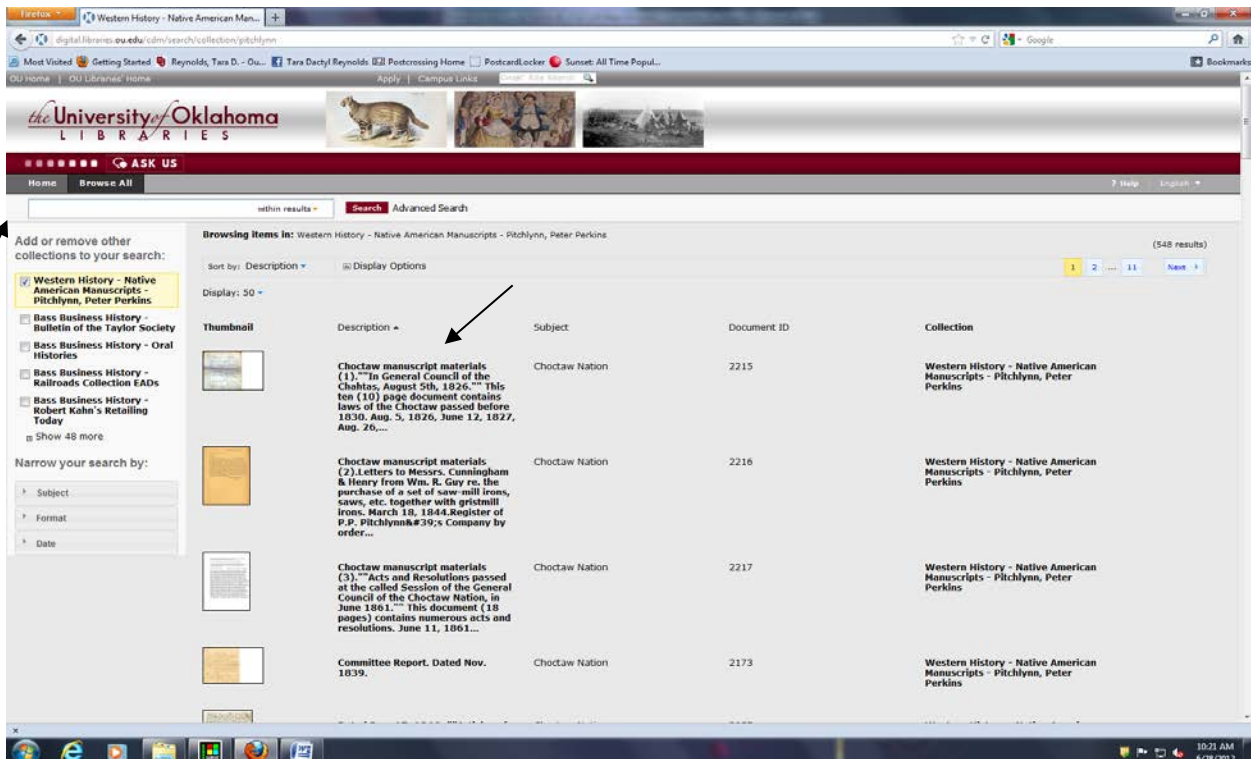 Firefox
Western History - Native American Man... +
digital.libraries.ou.edu/cdm/search/collection/pitchlynn
Google
Most Visited Getting Started Reynolds, Tara D. - Ou... Tara Dactyl Reynolds Postcrossing Home PostcardLocker Sunset: All Time Popul...
Bookmarks
OU Home | OU Libraries' Home
Apply | Campus Links
the University of Oklahoma
LIBRARIES
ASK US
Home Browse All
? Help English
within results Search Advanced Search
Add or remove other
collections to your search:
Western History - Native
American Manuscripts -
Pitchlynn, Peter Perkins
Bass Business History -
Bulletin of the Taylor Society
Bass Business History - Oral
Histories
Bass Business History -
Railroads Collection EADs
Bass Business History -
Robert Kahn's Retailing
Today
Show 48 more
Narrow your search by:
Subject
Format
Date
Browsing items in: Western History - Native American Manuscripts - Pitchlynn, Peter Perkins
(548 results)
Sort by: Description Display Options
1 2 ... 11 Next
Display: 50
Thumbnail Description Subject Document ID Collection
Choctaw manuscript materials
(1).""In General Council of the
Chahtas, August 5th, 1826."" This
ten (10) page document contains
laws of the Choctaw passed before
1830. Aug. 5, 1826, June 12, 1827,
Aug. 26,...
Choctaw Nation
2215
Western History - Native American
Manuscripts - Pitchlynn, Peter
Perkins
Choctaw manuscript materials
(2).Letters to Messrs. Cunningham
& Henry from Wm. R. Guy re. the
purchase of a set of saw-mill irons,
saws, etc. together with gristmill
irons. March 18, 1844.Register of
P.P. Pitchlynn&#39;s Company by
order...
Choctaw Nation
2216
Western History - Native American
Manuscripts - Pitchlynn, Peter
Perkins
Choctaw manuscript materials
(3).""Acts and Resolutions passed
at the called Session of the General
Council of the Choctaw Nation, in
June 1861."" This document (18
pages) contains numerous acts and
resolutions. June 11, 1861...
Choctaw Nation
2217
Western History - Native American
Manuscripts - Pitchlynn, Peter
Perkins
Committee Report. Dated Nov.
1839.
Choctaw Nation
2173
Western History - Native American
Manuscripts - Pitchlynn, Peter
Perkins
10:21 AM